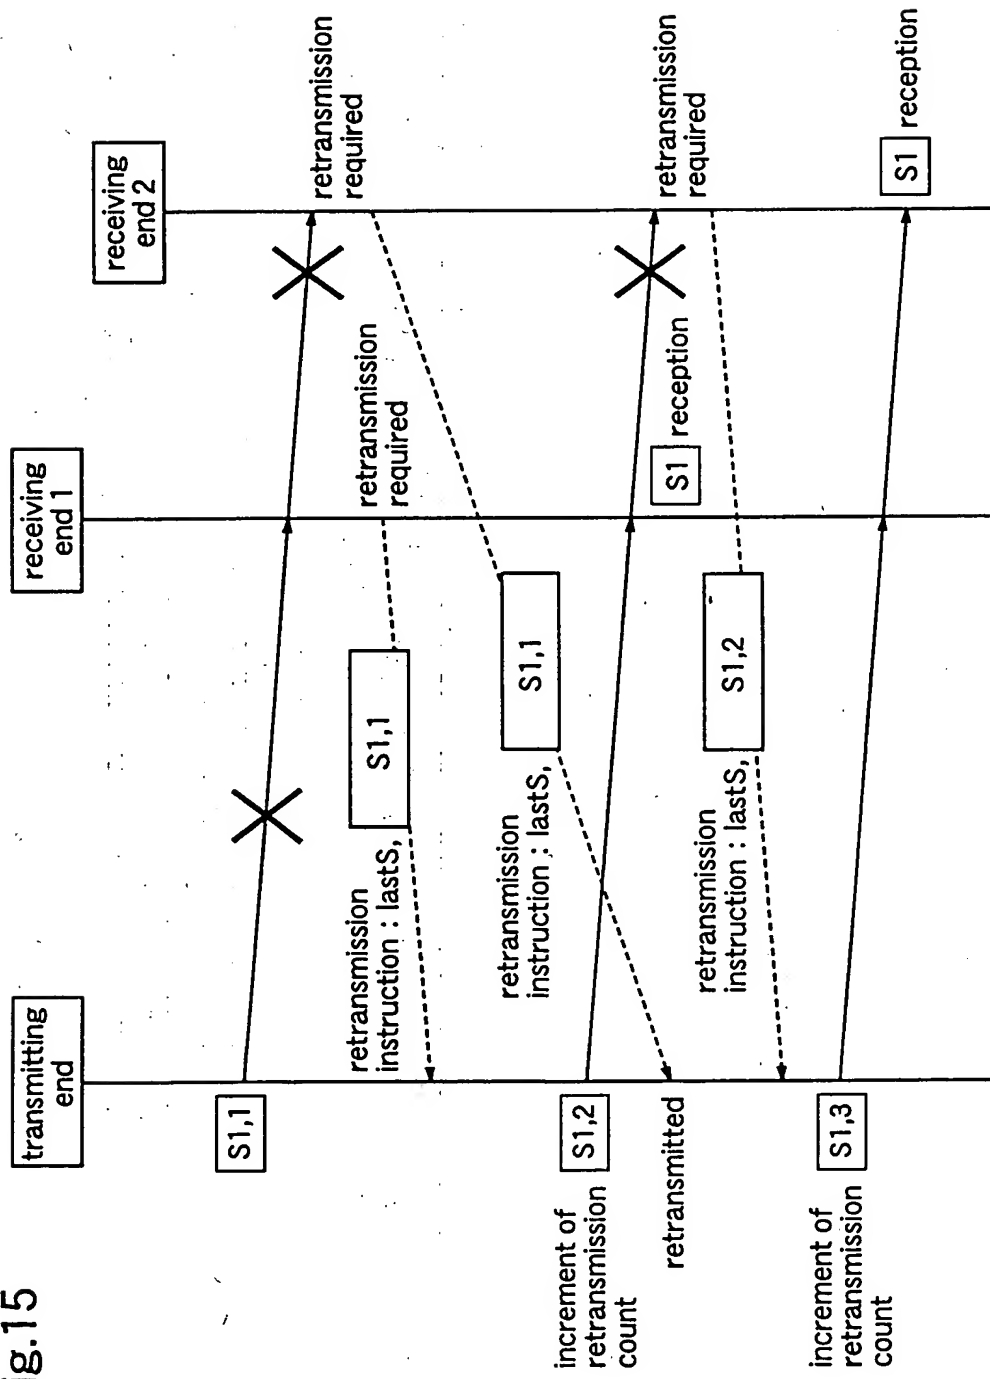 ig.15
transmitting
end
receiving
end 1
receiving
end 2
S1,1
retransmission
required
retransmission
required
retransmission
instruction : lastS,
S1,1
retransmission
instruction : lastS,
S1,1
increment of
retransmission
count
S1,2
S1 reception
retransmission
required
retransmitted
retransmission
instruction : lastS,
S1,2
increment of
retransmission
count
S1,3
S1 reception